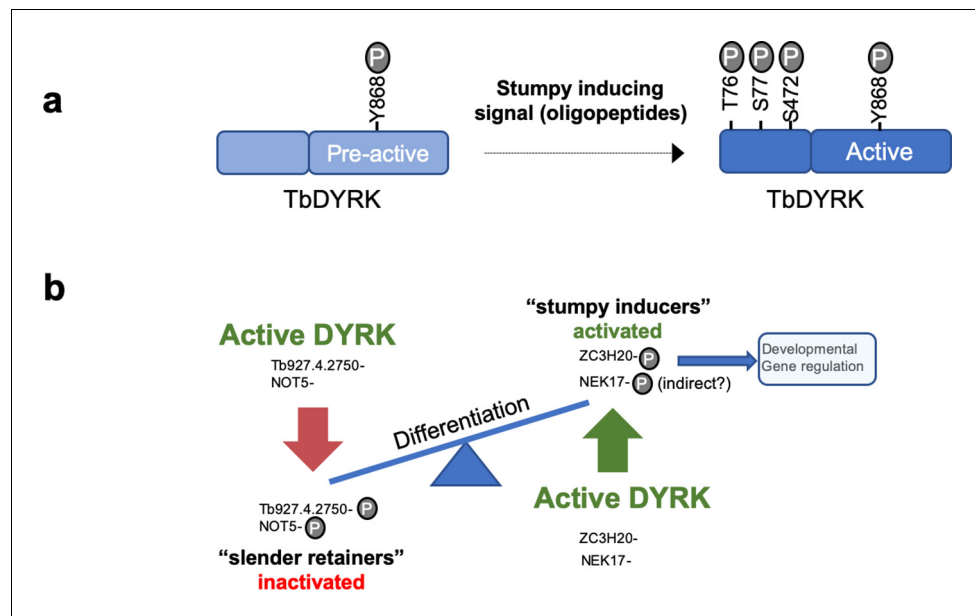 a
P
Y868
Pre-active
TbDYRK
Stumpy inducing
signal (oligopeptides)
P P P P
T76 S77 S472 Y868
Active
TbDYRK
b
Active DYRK
Tb927.4.2750-
NOT5-
Differentiation
Tb927.4.2750- P
NOT5- P
“slender retainers”
inactivated
“stumpy inducers”
activated
ZC3H20- P
NEK17- P (indirect?)
Developmental
Gene regulation
Active DYRK
ZC3H20-
NEK17-